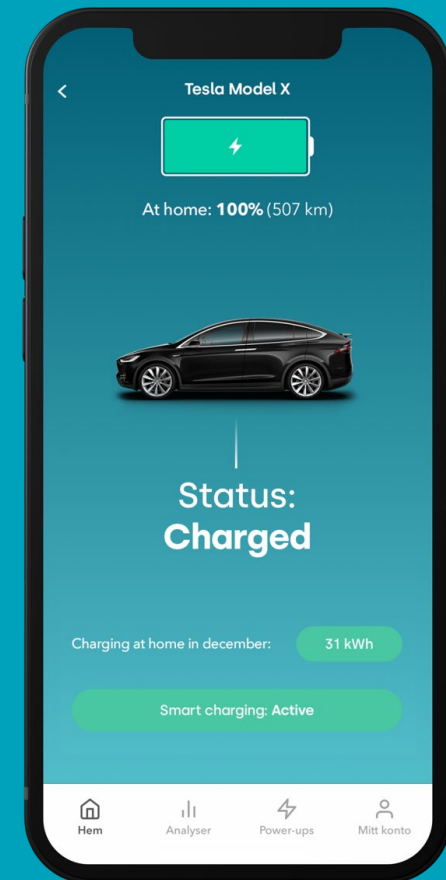 Tesla Model X
At home: 100% (507 km)
Status:
Charged
Charging at home in december: 31 kWh
Smart charging: Active
Hem Analyser Power-ups Mitt konto